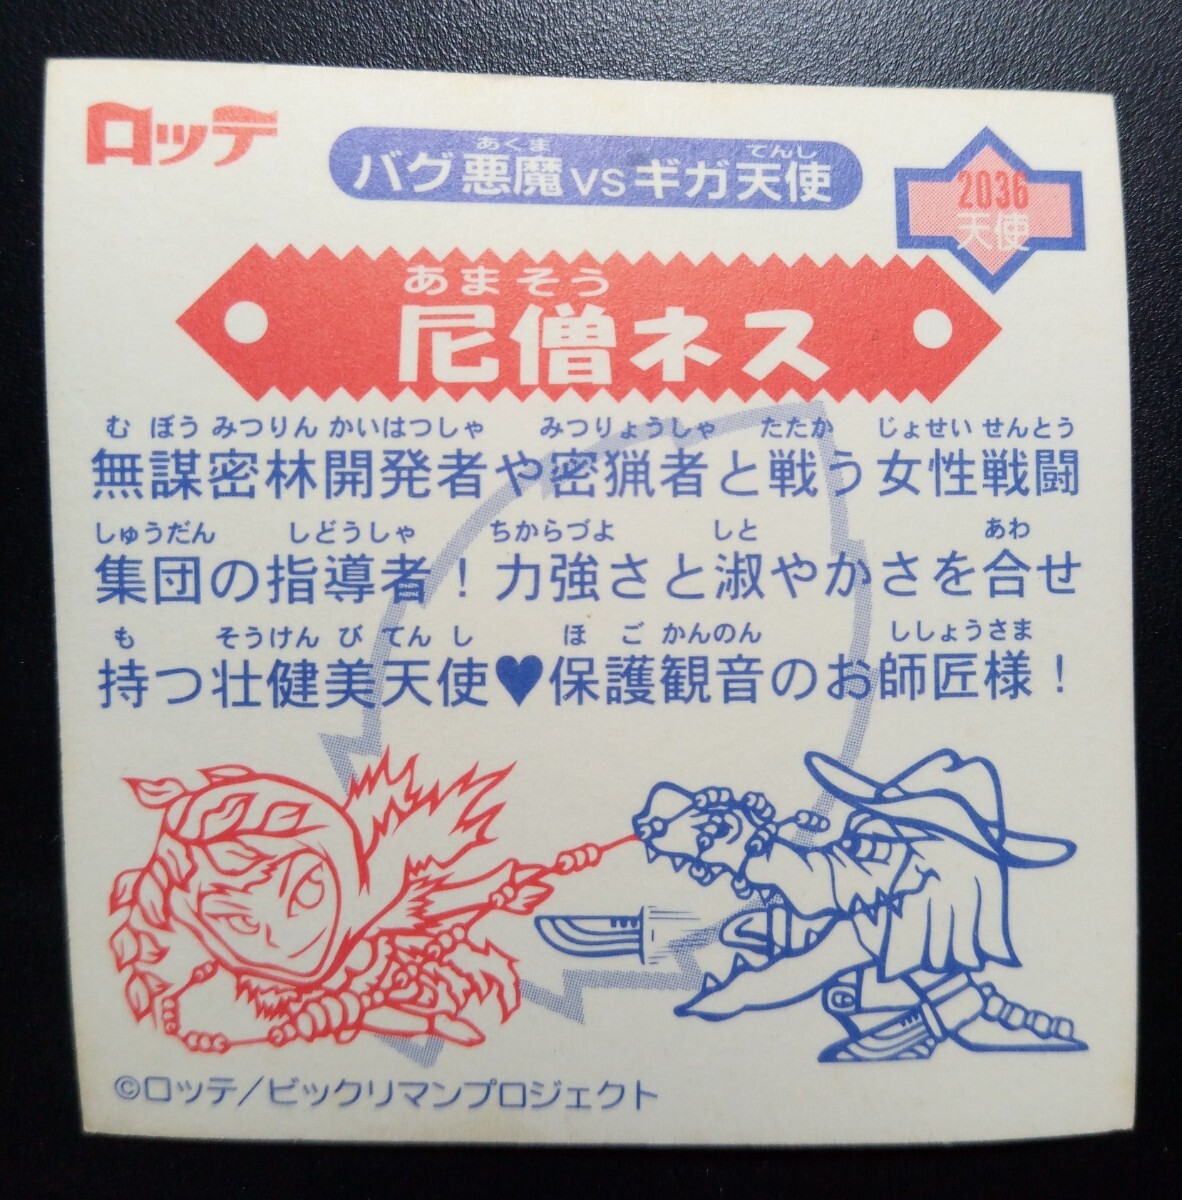 ロッテ
あくま てんし
バグ悪魔vsギガ天使
2036
天使
あまそう
尼僧ネス
む ぼう みつりん かいはつしゃ みつりょうしゃ たたか じょせい せんとう
無謀密林開発者や密猟者と戦う女性戦闘
しゅうだん しどうしゃ ちからづよ しと あわ
集団の指導者！力強さと淑やかさを合せ
も そうけん び てん し ほ ご かんのん ししょうさま
持つ壮健美天使♥保護観音のお師匠様！
©ロッテ/ビックリマンプロジェクト